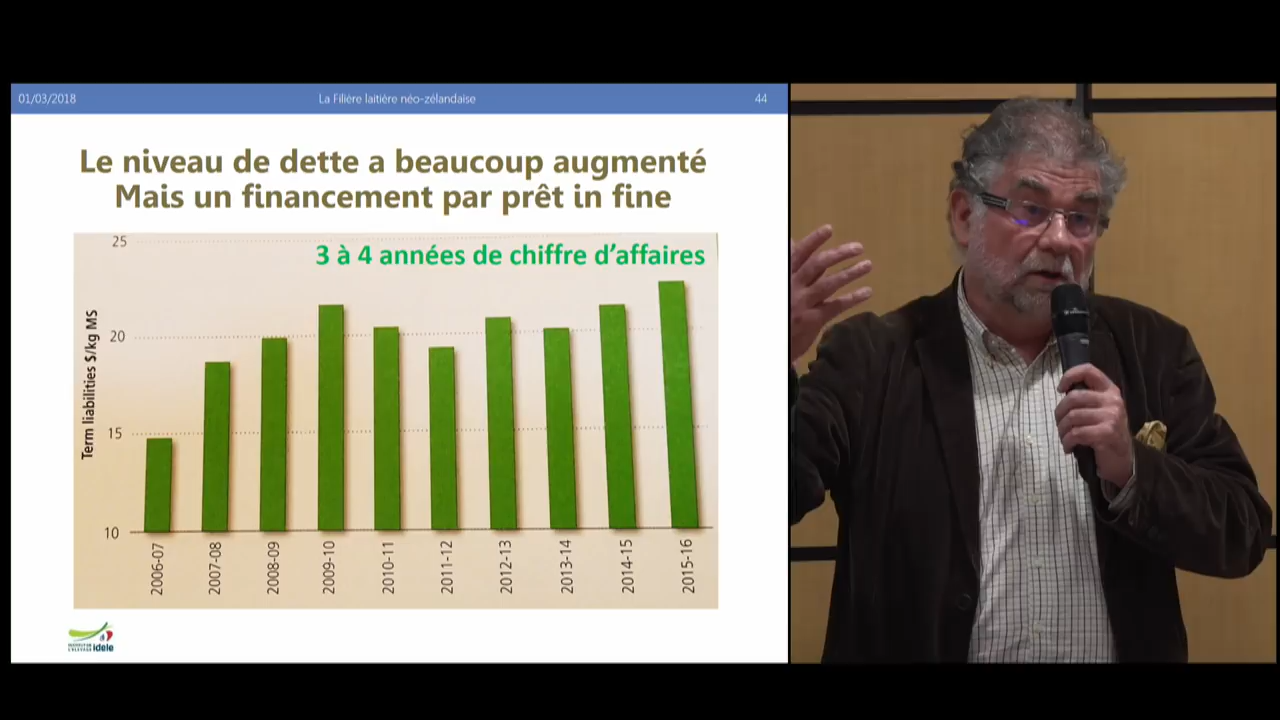 01/03/2018
La Filière laitière néo-zélandaise
44
Le niveau de dette a beaucoup augmenté
Mais un financement par prêt in fine
3 à 4 années de chiffre d’affaires
Term liabilities $/kg MS
25
20
15
10
2006-07
2007-08
2008-09
2009-10
2010-11
2011-12
2012-13
2013-14
2014-15
2015-16
INSTITUT DE
L'ELEVAGE idele